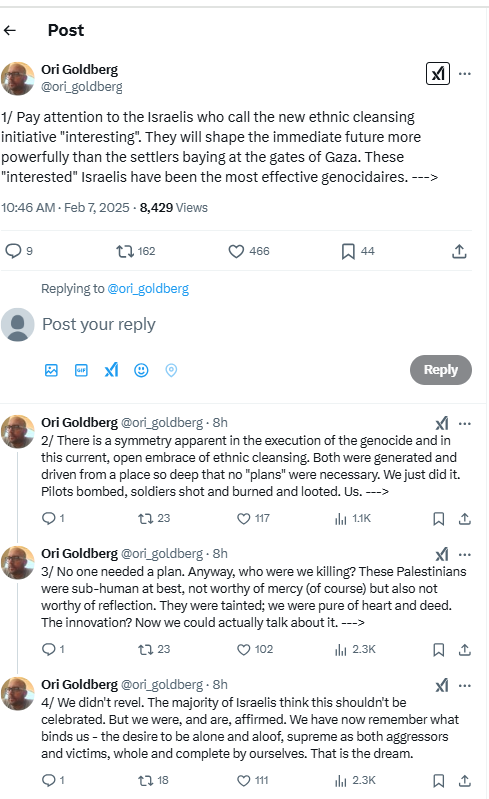 Post
Ori Goldberg
@ori_goldberg
1/ Pay attention to the Israelis who call the new ethnic cleansing
initiative "interesting". They will shape the immediate future more
powerfully than the settlers baying at the gates of Gaza. These
"interested" Israelis have been the most effective genocidaires. --->
10:46 AM · Feb 7, 2025 · 8,429 Views
9 162 466 44
Replying to @ori_goldberg
Post your reply
GIF
Reply
Ori Goldberg @ori_goldberg · 8h
2/ There is a symmetry apparent in the execution of the genocide and in
this current, open embrace of ethnic cleansing. Both were generated and
driven from a place so deep that no "plans" were necessary. We just did it.
Pilots bombed, soldiers shot and burned and looted. Us. --->
1 23 117 1.1K
Ori Goldberg @ori_goldberg · 8h
3/ No one needed a plan. Anyway, who were we killing? These Palestinians
were sub-human at best, not worthy of mercy (of course) but also not
worthy of reflection. They were tainted; we were pure of heart and deed.
The innovation? Now we could actually talk about it. --->
1 23 102 2.3K
Ori Goldberg @ori_goldberg · 8h
4/ We didn't revel. The majority of Israelis think this shouldn't be
celebrated. But we were, and are, affirmed. We have now remember what
binds us - the desire to be alone and aloof, supreme as both aggressors
and victims, whole and complete by ourselves. That is the dream.
1 18 111 2.3K